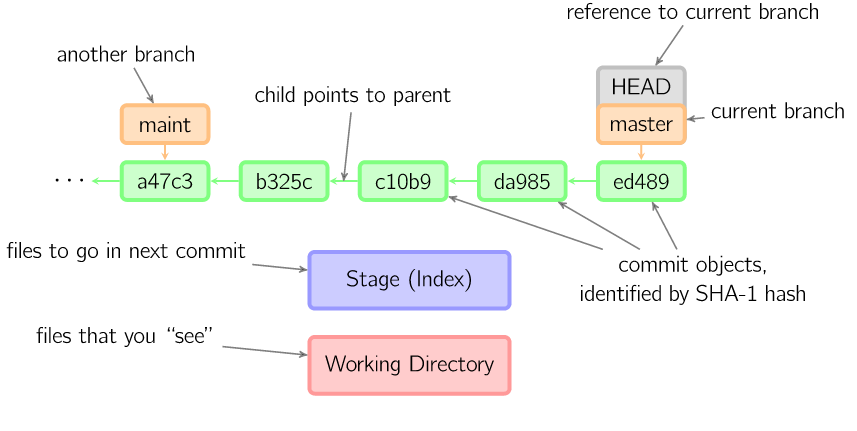 reference to current branch
another branch
HEAD
child points to parent
current branch
maint
master
··· a47c3 b325c c10b9 da985 ed489
files to go in next commit
Stage (Index)
commit objects,
identified by SHA-1 hash
files that you “see”
Working Directory